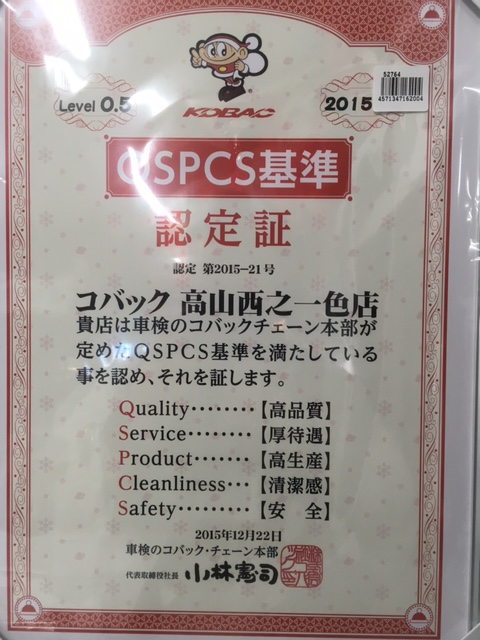 52764
4571347162004
Level 0.5
2015
KOBAC
QSPCS基準
認定証
認定 第2015-21号
コバック 高山西之一色店
貴店は車検のコバックチェーン本部が
定めたQSPCS基準を満たしている
事を認め、それを証します。
Quality········【高品質】
Service········【厚待遇】
Product·······【高生産】
Cleanliness···【清潔感】
Safety·········【安 全】
2015年12月22日
車検のコバック・チェーン本部
代表取締役社長 小林憲司